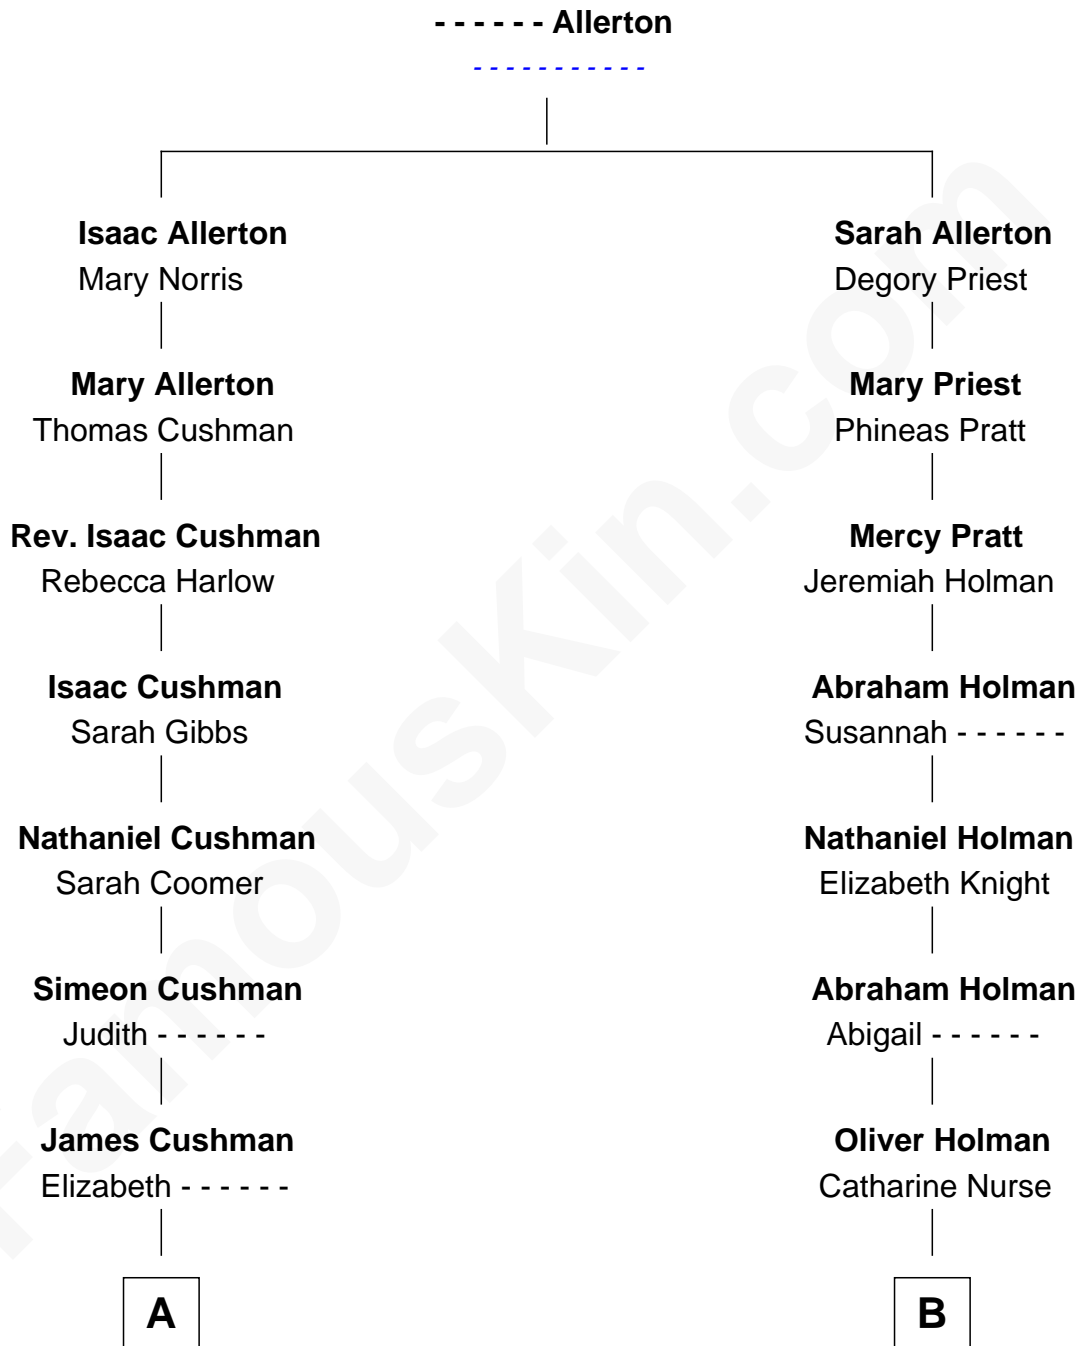 - - - - - - Allerton
- - - - - - - - - - -
Isaac Allerton
Mary Norris
Sarah Allerton
Degory Priest
Mary Allerton
Thomas Cushman
Mary Priest
Phineas Pratt
Rev. Isaac Cushman
Rebecca Harlow
Mercy Pratt
Jeremiah Holman
Isaac Cushman
Sarah Gibbs
Abraham Holman
Susannah - - - - - -
Nathaniel Cushman
Sarah Coomer
Nathaniel Holman
Elizabeth Knight
Simeon Cushman
Judith - - - - - -
Abraham Holman
Abigail - - - - - -
James Cushman
Elizabeth - - - - - -
Oliver Holman
Catharine Nurse
A
B
FamousKin.com